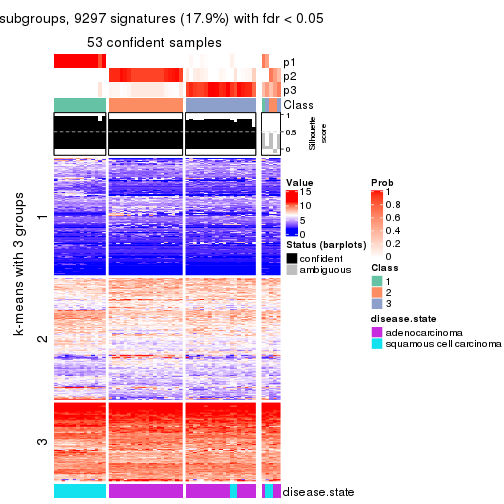 subgroups, 9297 signatures (17.9%) with fdr < 0.05
53 confident samples
p1
p2
p3
Class
1
0.5
0
Silhouette
score
k-means with 3 groups
1
2
3
disease.state
Value
15
10
5
0
Status (barplots)
confident
ambiguous
Prob
1
0.8
0.6
0.4
0.2
0
Class
1
2
3
disease.state
adenocarcinoma
squamous cell carcinoma